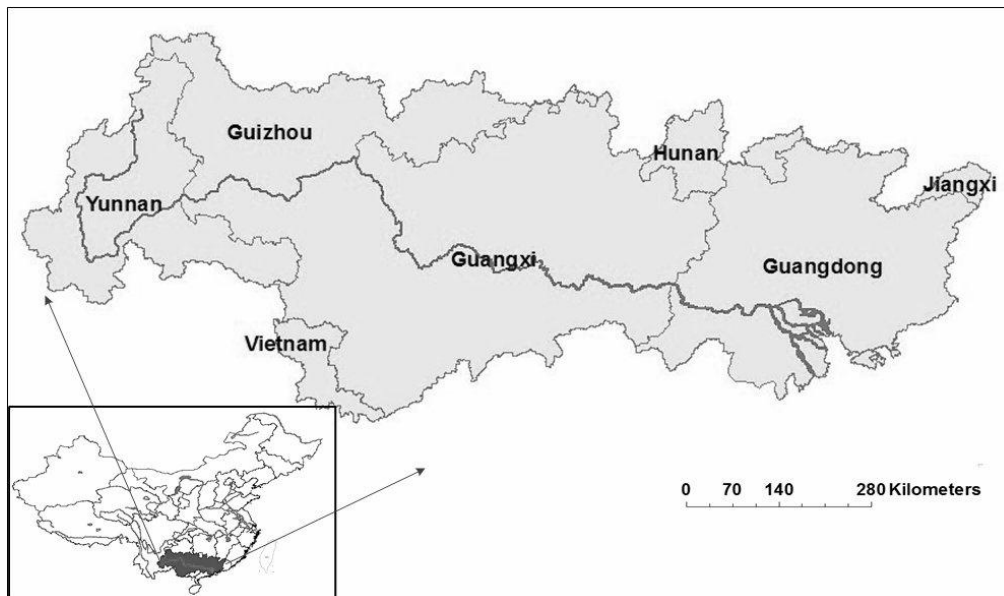 Guizhou
Hunan
Jiangxi
Yunnan
Guangxi
Guangdong
Vietnam
0 70 140 280 Kilometers